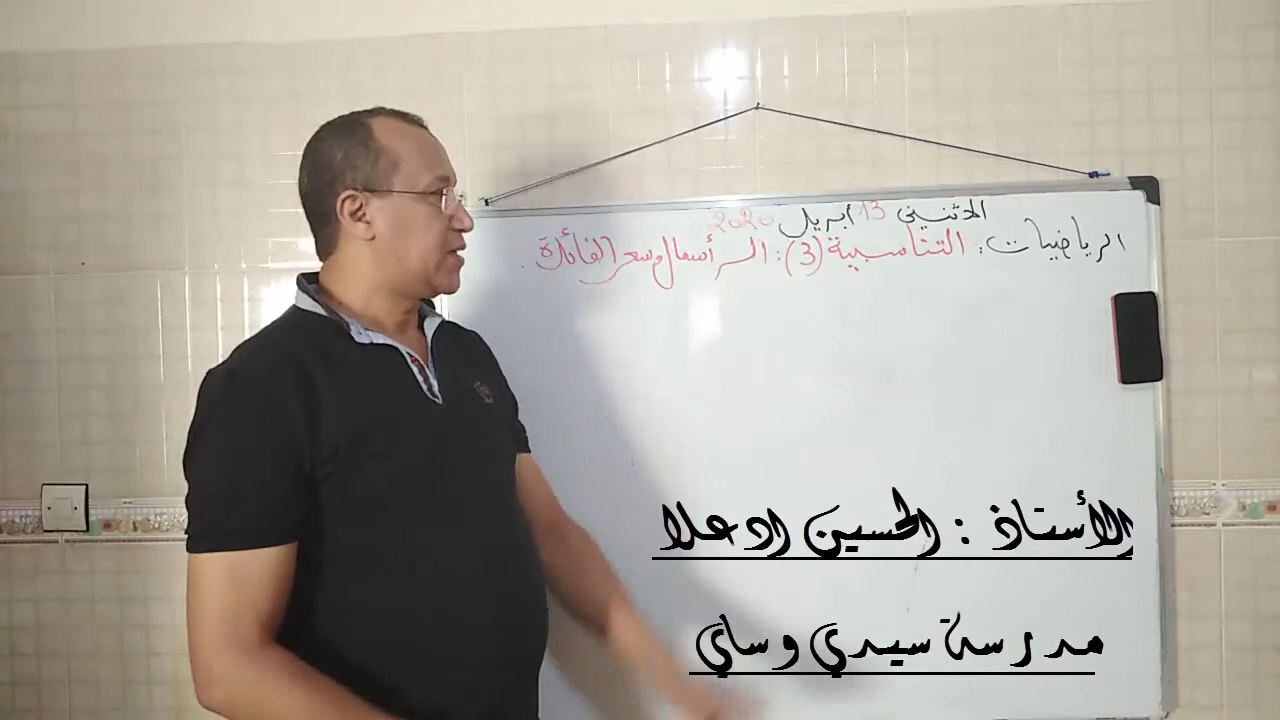 الاثنين 13 أبريل 2020
الرياضيات: التناسبية (3): الرأسمال وسعر الفائدة.
الأستاذ : الحسين ادعلا
مدرسة سيدي وساي